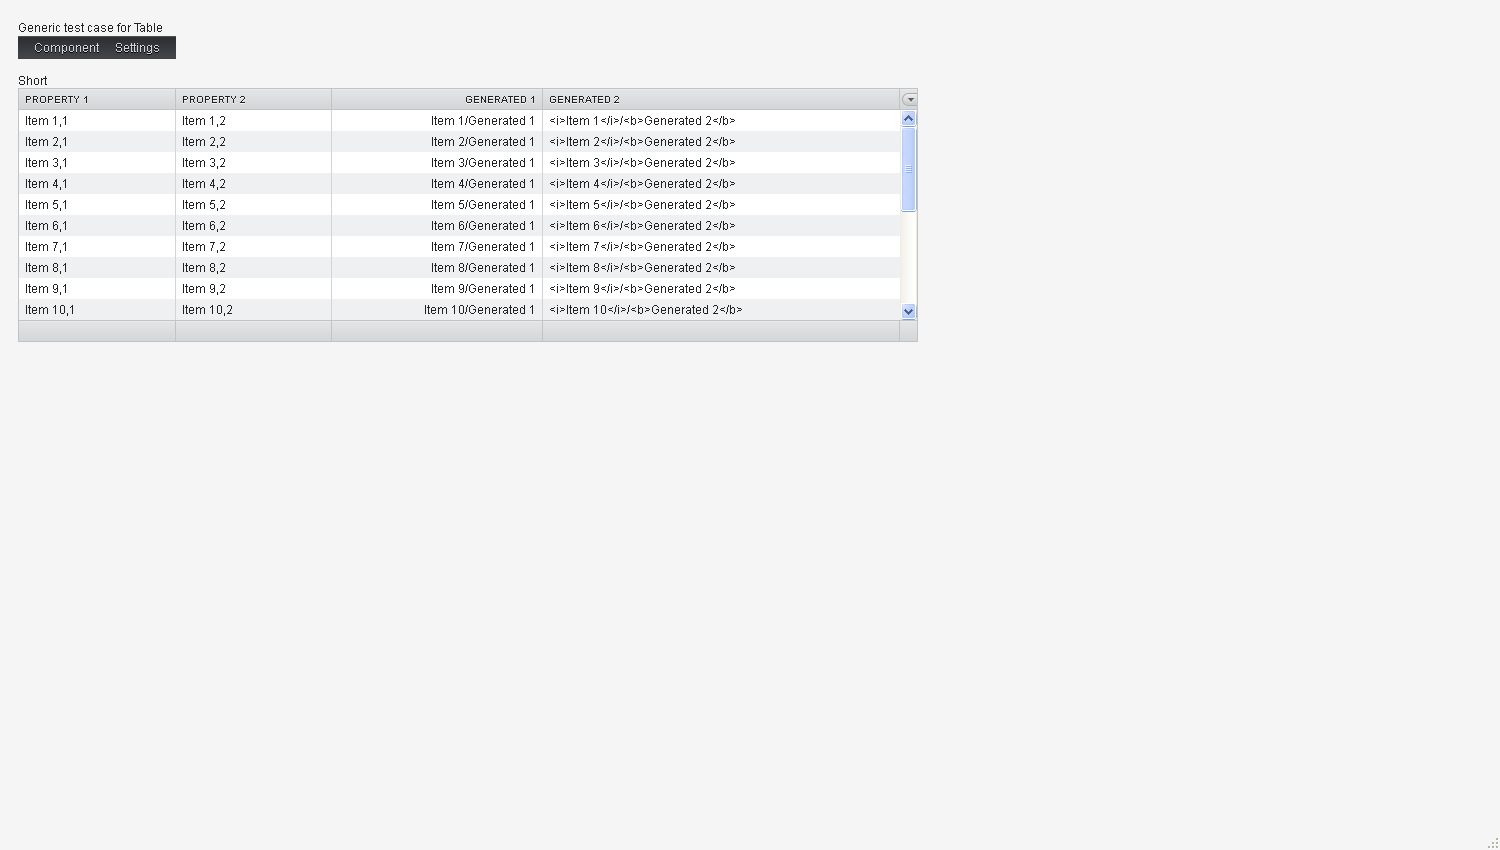 Generic test case for Table
Component Settings
Short
PROPERTY 1 PROPERTY 2 GENERATED 1 GENERATED 2
Item 1,1 Item 1,2 Item 1/Generated 1 <i>Item 1</i>/<b>Generated 2</b>
Item 2,1 Item 2,2 Item 2/Generated 1 <i>Item 2</i>/<b>Generated 2</b>
Item 3,1 Item 3,2 Item 3/Generated 1 <i>Item 3</i>/<b>Generated 2</b>
Item 4,1 Item 4,2 Item 4/Generated 1 <i>Item 4</i>/<b>Generated 2</b>
Item 5,1 Item 5,2 Item 5/Generated 1 <i>Item 5</i>/<b>Generated 2</b>
Item 6,1 Item 6,2 Item 6/Generated 1 <i>Item 6</i>/<b>Generated 2</b>
Item 7,1 Item 7,2 Item 7/Generated 1 <i>Item 7</i>/<b>Generated 2</b>
Item 8,1 Item 8,2 Item 8/Generated 1 <i>Item 8</i>/<b>Generated 2</b>
Item 9,1 Item 9,2 Item 9/Generated 1 <i>Item 9</i>/<b>Generated 2</b>
Item 10,1 Item 10,2 Item 10/Generated 1 <i>Item 10</i>/<b>Generated 2</b>